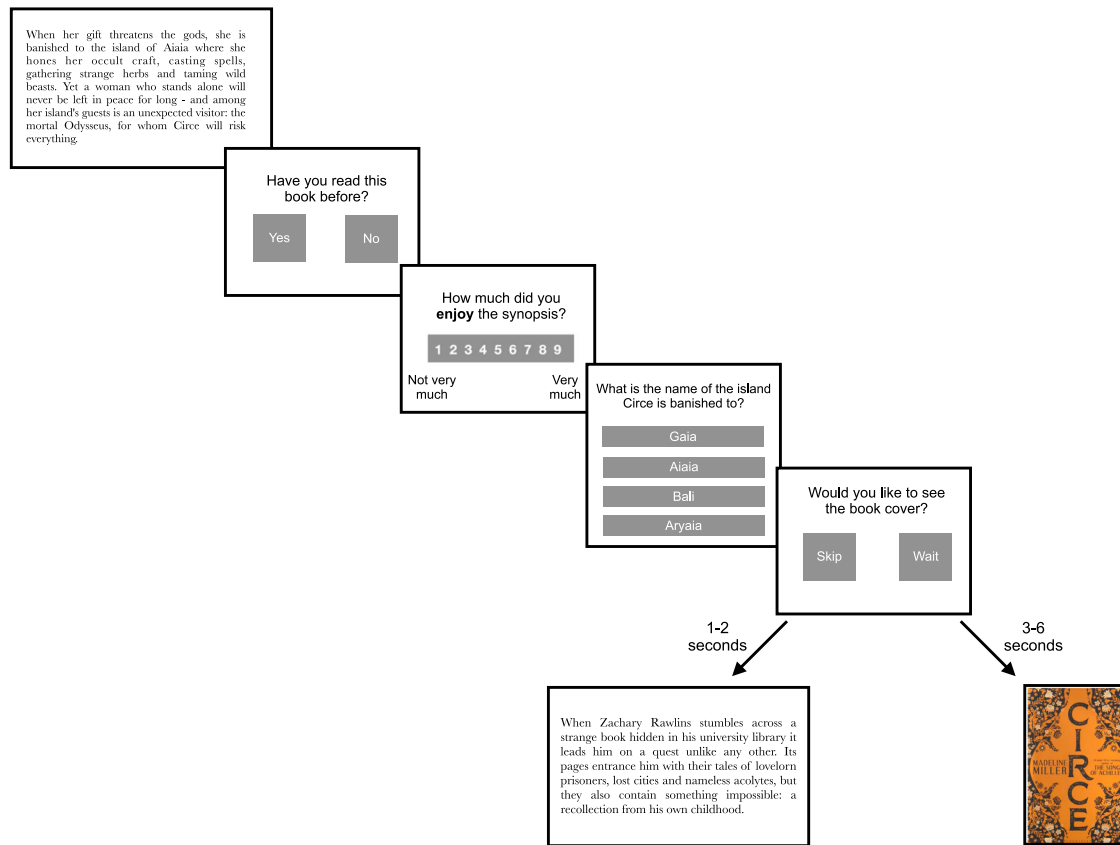 When her gift threatens the gods, she is
banished to the island of Aiaia where she
hones her occult craft, casting spells,
gathering strange herbs and taming wild
beasts. Yet a woman who stands alone will
never be left in peace for long - and among
her island's guests is an unexpected visitor: the
mortal Odysseus, for whom Circe will risk
everything.
Have you read this
book before?
Yes
No
How much did you
enjoy the synopsis?
1 2 3 4 5 6 7 8 9
Not very
much
Very
much
What is the name of the island
Circe is banished to?
Gaia
Aiaia
Bali
Aryaia
Would you like to see
the book cover?
Skip
Wait
1-2
seconds
3-6
seconds
When Zachary Rawlins stumbles across a
strange book hidden in his university library it
leads him on a quest unlike any other. Its
pages entrance him with their tales of lovelorn
prisoners, lost cities and nameless acolytes, but
they also contain something impossible: a
recollection from his own childhood.
CIRCE
MADELINE
MILLER
THE SONG
OF ACHILLES